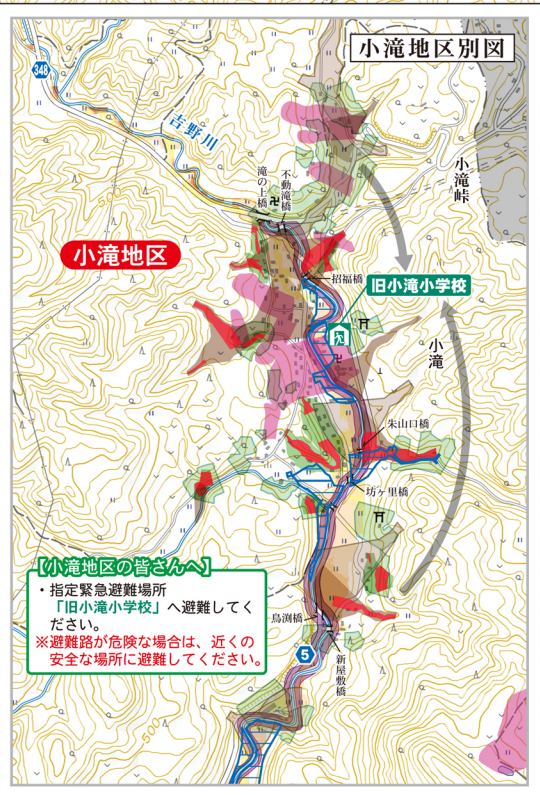 小滝地区別図
348
吉野川
小滝峠
滝の上橋
不動滝橋
500
小滝地区
招福橋
旧小滝小学校
小滝
朱山口橋
坊ヶ里橋
【小滝地区の皆さんへ】
・指定緊急避難場所
「旧小滝小学校」へ避難してく
ださい。
※避難路が危険な場合は、近くの
安全な場所に避難してください。
鳥渕橋
5
新屋敷橋
500